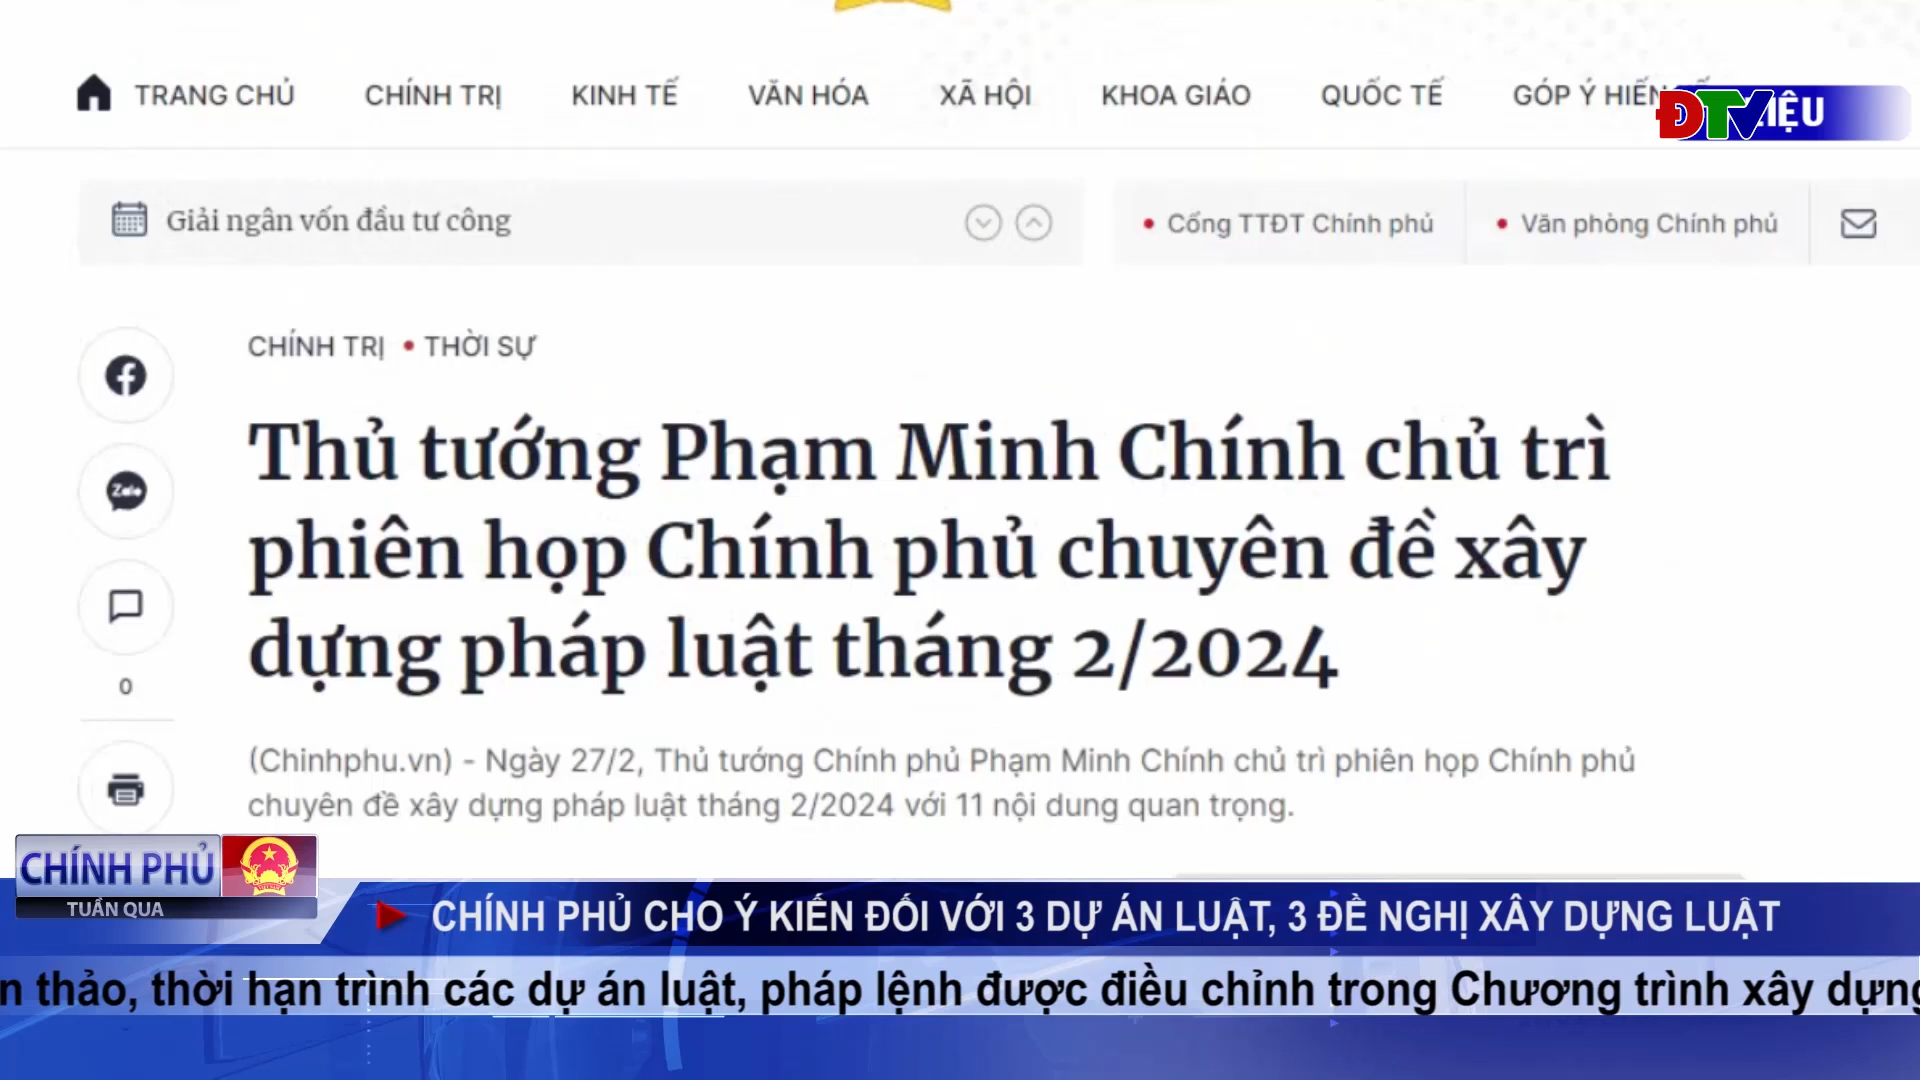 TRANG CHỦ CHÍNH TRỊ KINH TẾ VĂN HÓA XÃ HỘI KHOA GIÁO QUỐC TẾ GÓP Ý HIẾN
ĐTV LIỆU
Giải ngân vốn đầu tư công
Cổng TTĐT Chính phủ Văn phòng Chính phủ
CHÍNH TRỊ • THỜI SỰ
Zalo
Thủ tướng Phạm Minh Chính chủ trì
phiên họp Chính phủ chuyên đề xây
dựng pháp luật tháng 2/2024
0
(Chinhphu.vn) - Ngày 27/2, Thủ tướng Chính phủ Phạm Minh Chính chủ trì phiên họp Chính phủ
chuyên đề xây dựng pháp luật tháng 2/2024 với 11 nội dung quan trọng.
CHÍNH PHỦ
TUẦN QUA
CHÍNH PHỦ CHO Ý KIẾN ĐỐI VỚI 3 DỰ ÁN LUẬT, 3 ĐỀ NGHỊ XÂY DỰNG LUẬT
n thảo, thời hạn trình các dự án luật, pháp lệnh được điều chỉnh trong Chương trình xây dựng